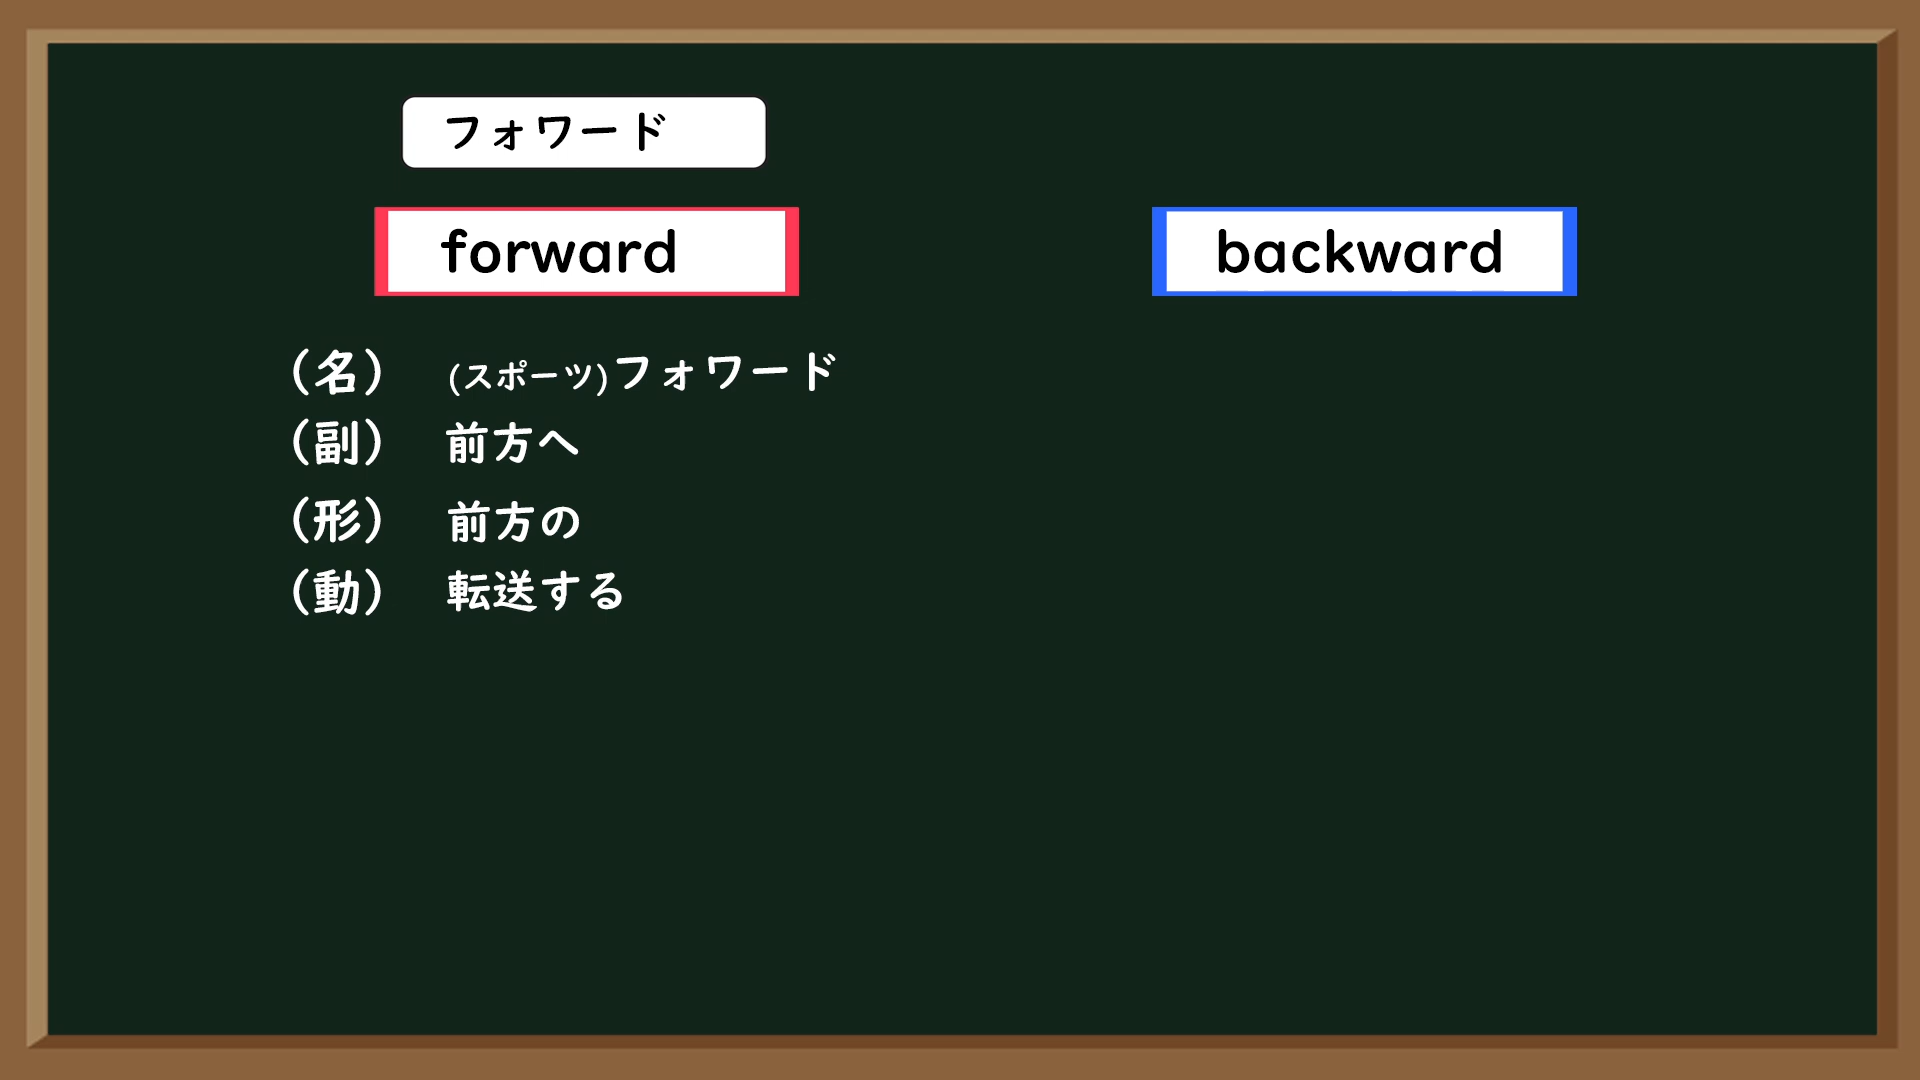 フォワード
forward
backward
（名） (スポーツ)フォワード
（副） 前方へ
（形） 前方の
（動） 転送する